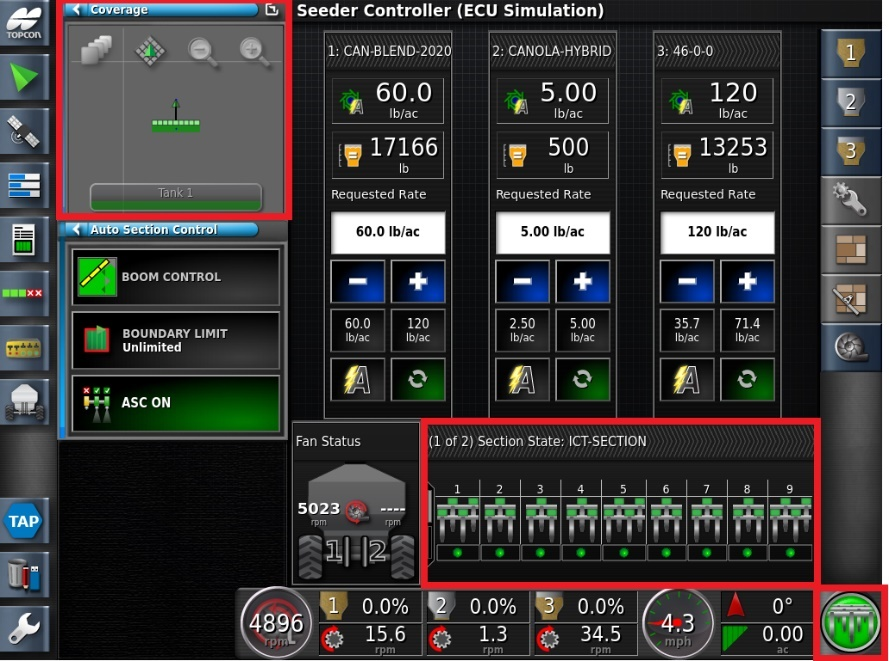 TOPCON
Coverage
Tank 1
Auto Section Control
BOOM CONTROL
BOUNDARY LIMIT
Unlimited
ASC ON
TAP
Seeder Controller (ECU Simulation)
1: CAN-BLEND-2020
60.0
lb/ac
17166
lb
Requested Rate
60.0 lb/ac
60.0 120
lb/ac lb/ac
2: CANOLA-HYBRID
5.00
lb/ac
500
lb
Requested Rate
5.00 lb/ac
2.50 5.00
lb/ac lb/ac
3: 46-0-0
120
lb/ac
13253
lb
Requested Rate
120 lb/ac
35.7 71.4
lb/ac lb/ac
1
2
3
Fan Status
5023 ----
rpm rpm
1 2
(1 of 2) Section State: ICT-SECTION
1 2 3 4 5 6 7 8 9
4896
rpm
1 0.0%
15.6
rpm
2 0.0%
1.3
rpm
3 0.0%
34.5
rpm
4.3
mph
0°
0.00
ac